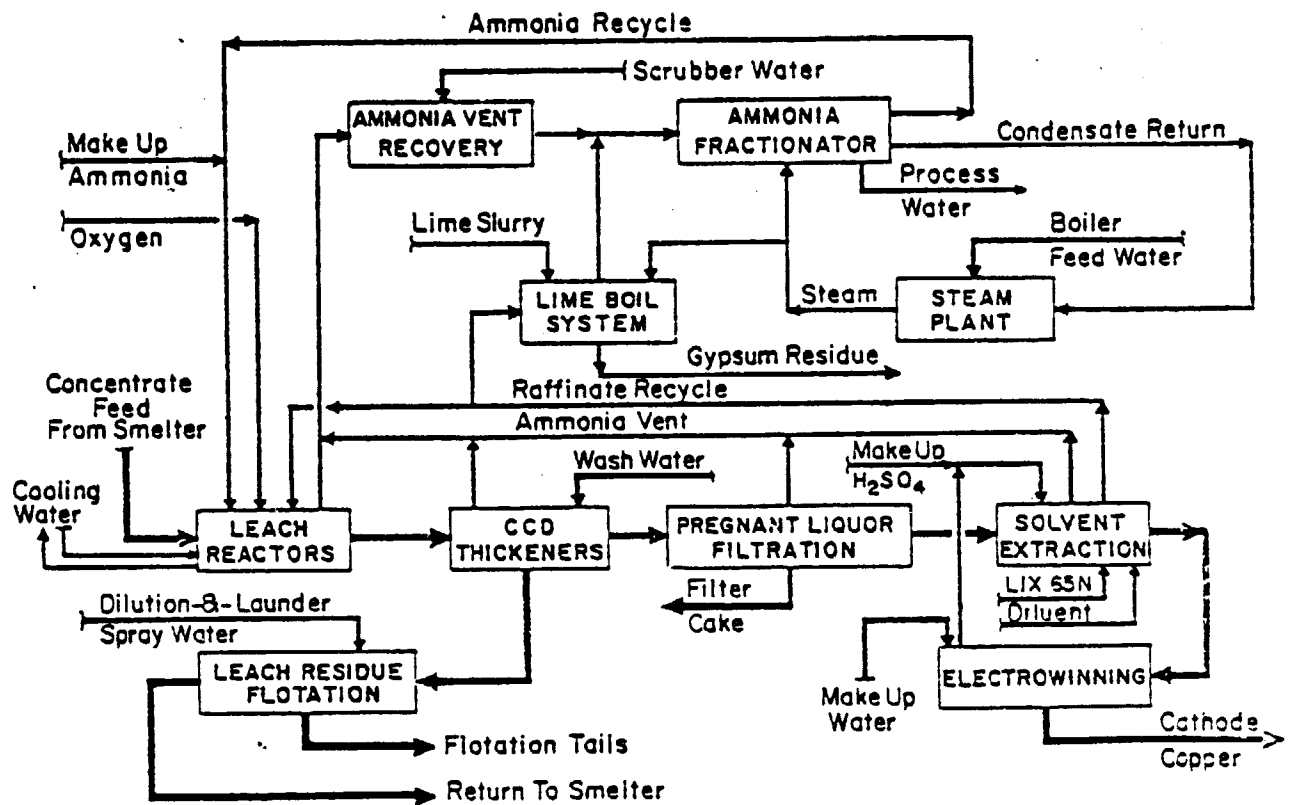 Ammonia Recycle
Scrubber Water
AMMONIA VENT
RECOVERY
AMMONIA
FRACTIONATOR
Make Up
Ammonia
Condensate Return
Process
Water
Oxygen
Lime Slurry
Boiler
Feed Water
LIME BOIL
SYSTEM
Steam
STEAM
PLANT
Gypsum Residue
Concentrate
Feed
From Smelter
Raffinate Recycle
Ammonia Vent
Wash Water
Make Up
H₂SO₄
Cooling
Water
LEACH
REACTORS
CCD
THICKENERS
PREGNANT LIQUOR
FILTRATION
SOLVENT
EXTRACTION
LIX 65N
Diluent
Filter
Cake
Dilution-&-Launder
Spray Water
LEACH RESIDUE
FLOTATION
Make Up
Water
ELECTROWINNING
Cathode
Copper
Flotation Tails
Return To Smelter